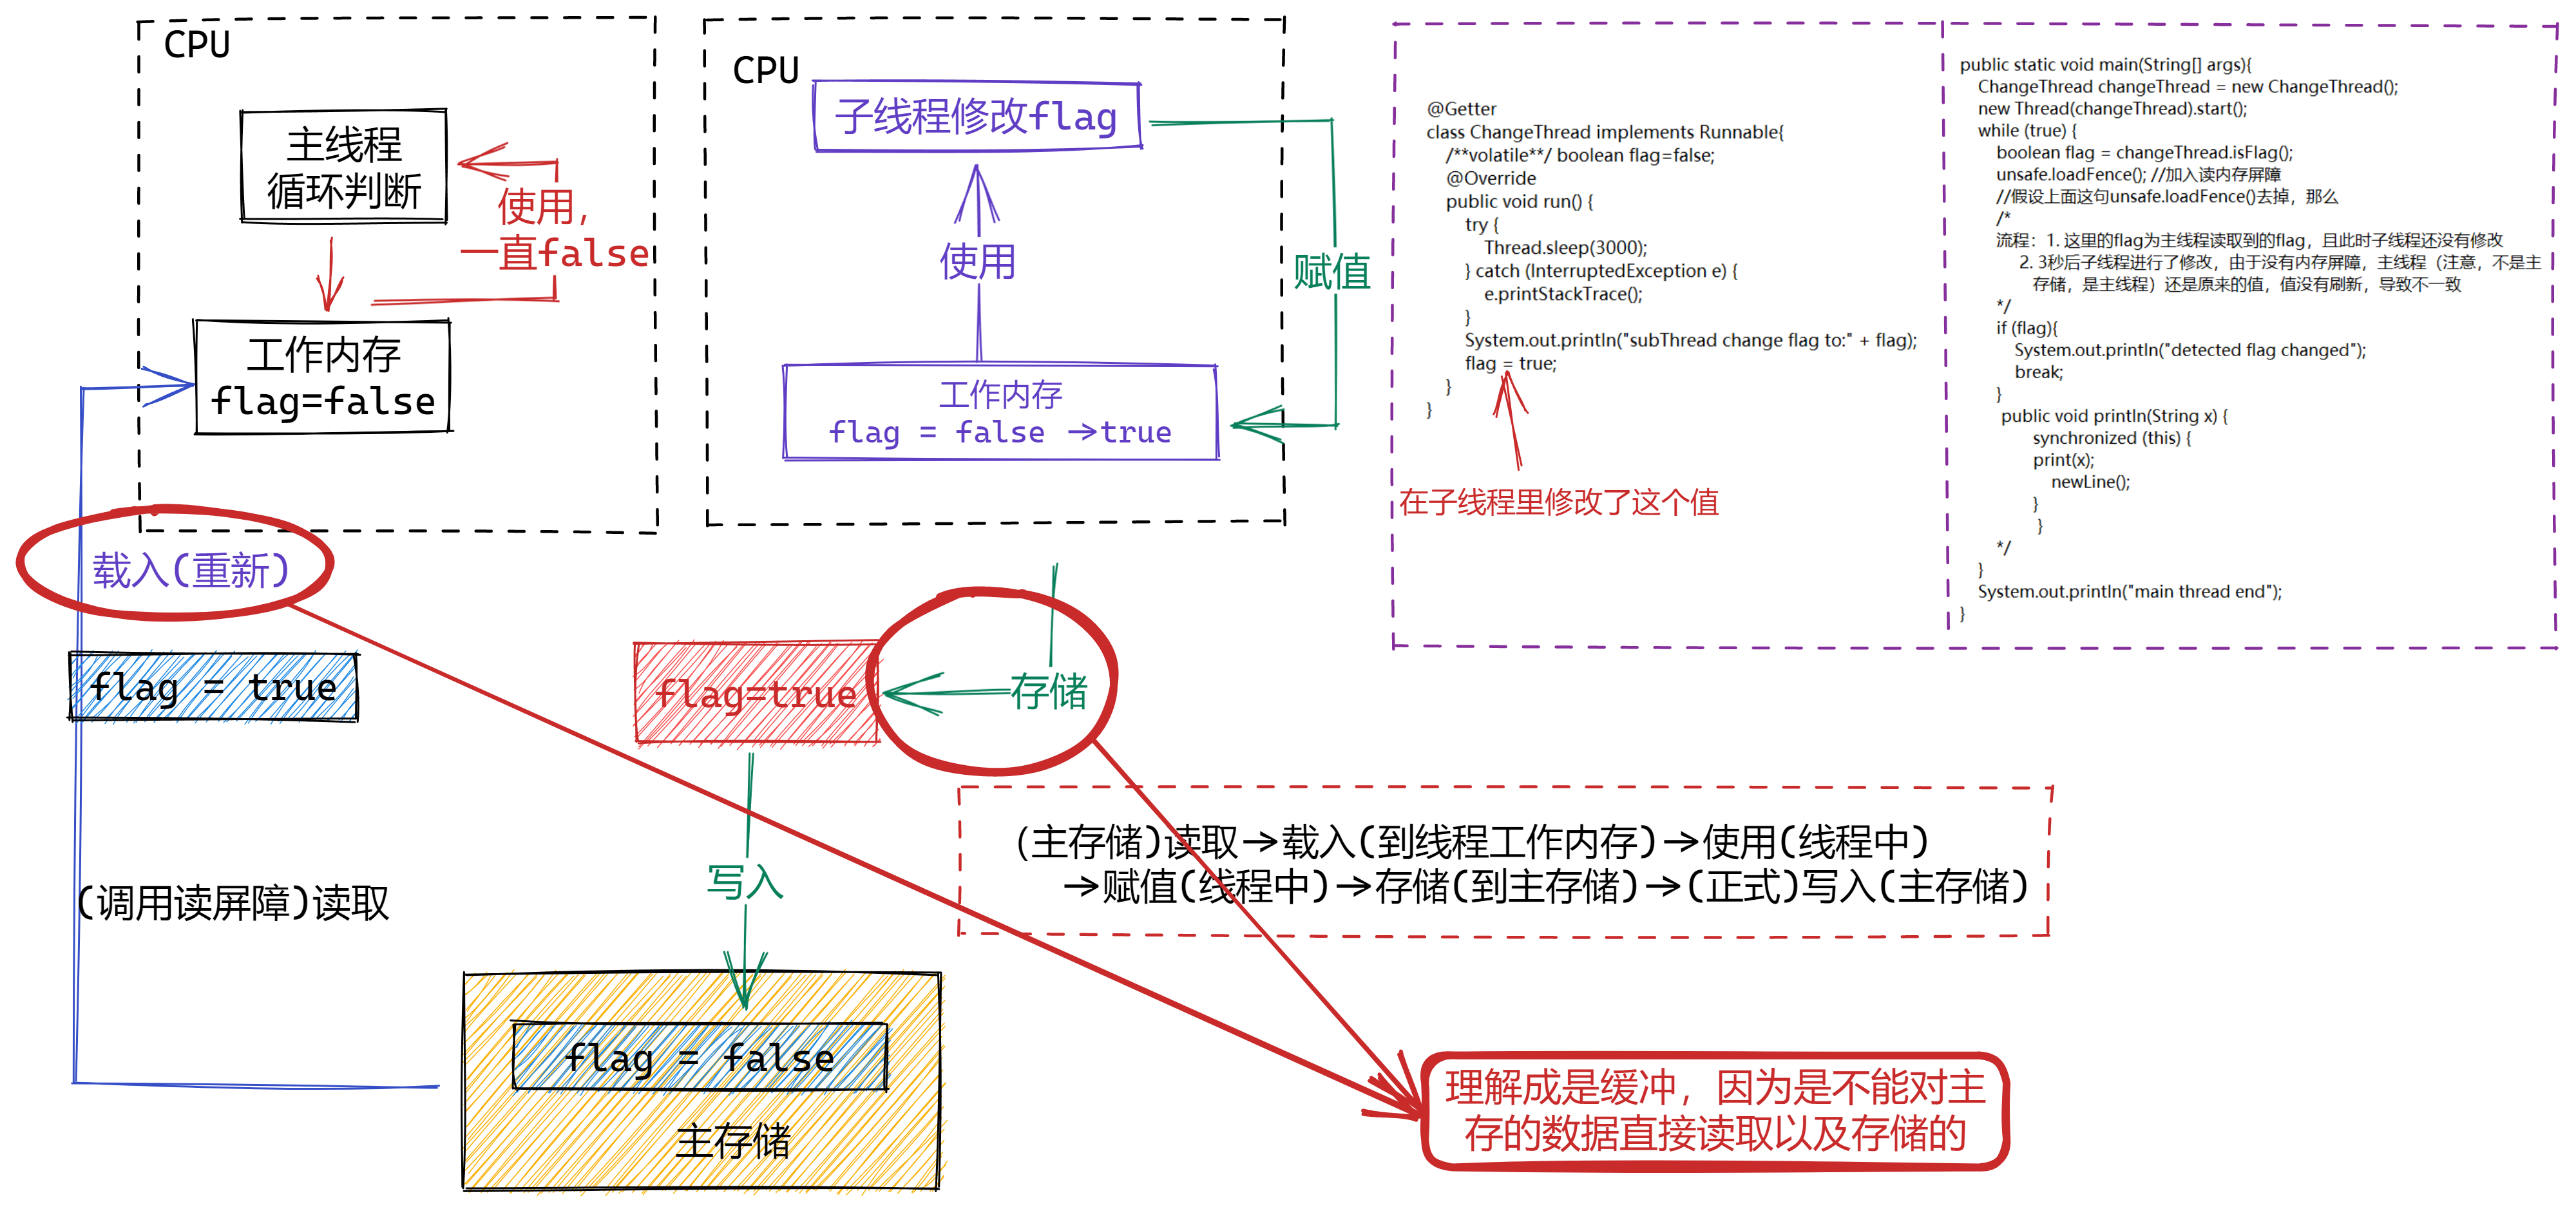 CPU
主线程
循环判断
使用,
一直false
工作内存
flag=false
CPU
子线程修改flag
使用
赋值
工作内存
flag = false →true
@Getter
class ChangeThread implements Runnable{
/**volatile**/ boolean flag=false;
@Override
public void run() {
try {
Thread.sleep(3000);
} catch (InterruptedException e) {
e.printStackTrace();
}
System.out.println("subThread change flag to:" + flag);
flag = true;
}
}
在子线程里修改了这个值
public static void main(String[] args){
ChangeThread changeThread = new ChangeThread();
new Thread(changeThread).start();
while (true) {
boolean flag = changeThread.isFlag();
unsafe.loadFence(); //加入读内存屏障
//假设上面这句unsafe.loadFence()去掉，那么
/*
流程：1. 这里的flag为主线程读取到的flag，且此时子线程还没有修改
2. 3秒后子线程进行了修改，由于没有内存屏障，主线程（注意，不是主
存储，是主线程）还是原来的值，值没有刷新，导致不一致
*/
if (flag){
System.out.println("detected flag changed");
break;
}
public void println(String x) {
synchronized (this) {
print(x);
newLine();
}
}
*/
}
System.out.println("main thread end");
}
载入(重新)
flag = true
flag=true
存储
写入
(调用读屏障)读取
(主存储)读取→载入(到线程工作内存)→使用(线程中)
→赋值(线程中)→存储(到主存储)→(正式)写入(主存储)
flag = false
主存储
理解成是缓冲，因为是不能对主
存的数据直接读取以及存储的